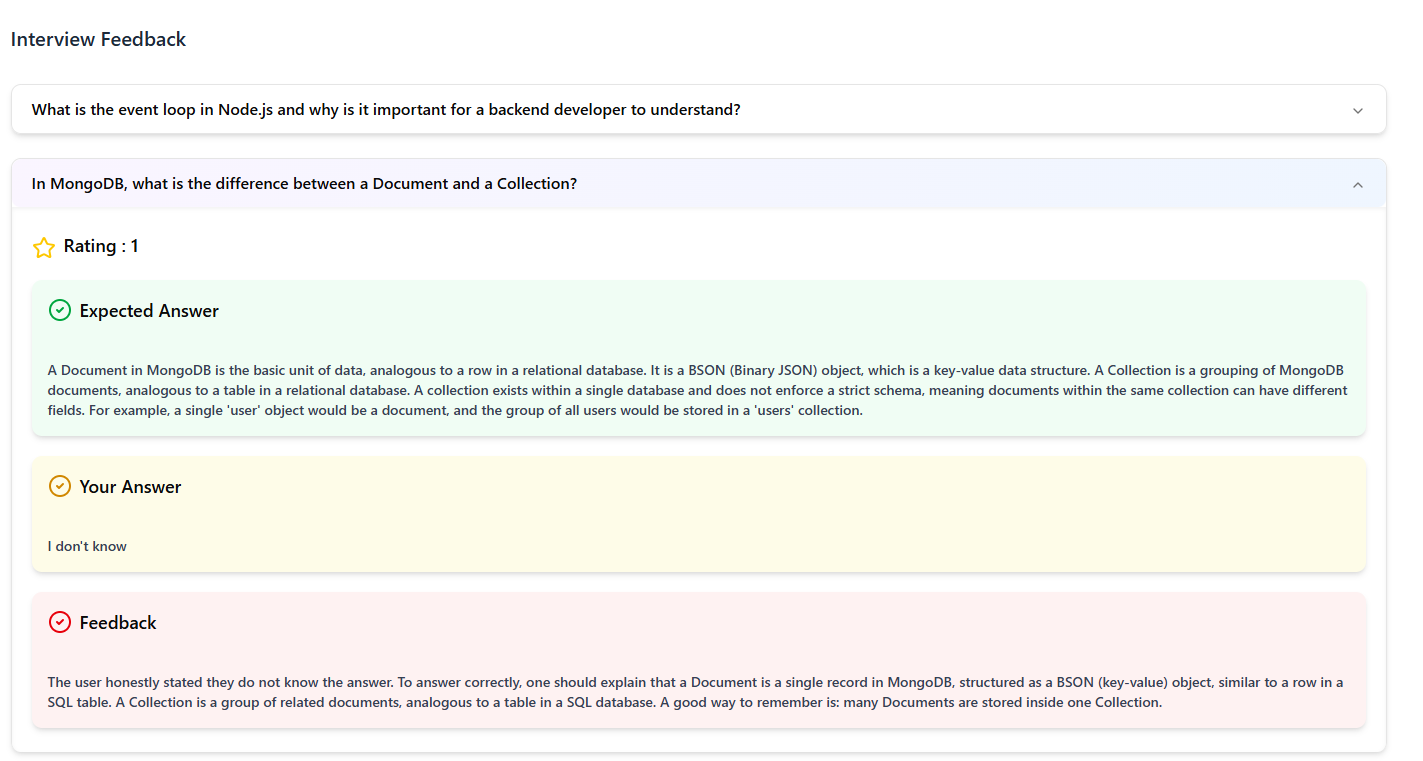 Interview Feedback
What is the event loop in Node.js and why is it important for a backend developer to understand?
In MongoDB, what is the difference between a Document and a Collection?
Rating : 1
Expected Answer
A Document in MongoDB is the basic unit of data, analogous to a row in a relational database. It is a BSON (Binary JSON) object, which is a key-value data structure. A Collection is a grouping of MongoDB
documents, analogous to a table in a relational database. A collection exists within a single database and does not enforce a strict schema, meaning documents within the same collection can have different
fields. For example, a single 'user' object would be a document, and the group of all users would be stored in a 'users' collection.
Your Answer
I don't know
Feedback
The user honestly stated they do not know the answer. To answer correctly, one should explain that a Document is a single record in MongoDB, structured as a BSON (key-value) object, similar to a row in a
SQL table. A Collection is a group of related documents, analogous to a table in a SQL database. A good way to remember is: many Documents are stored inside one Collection.